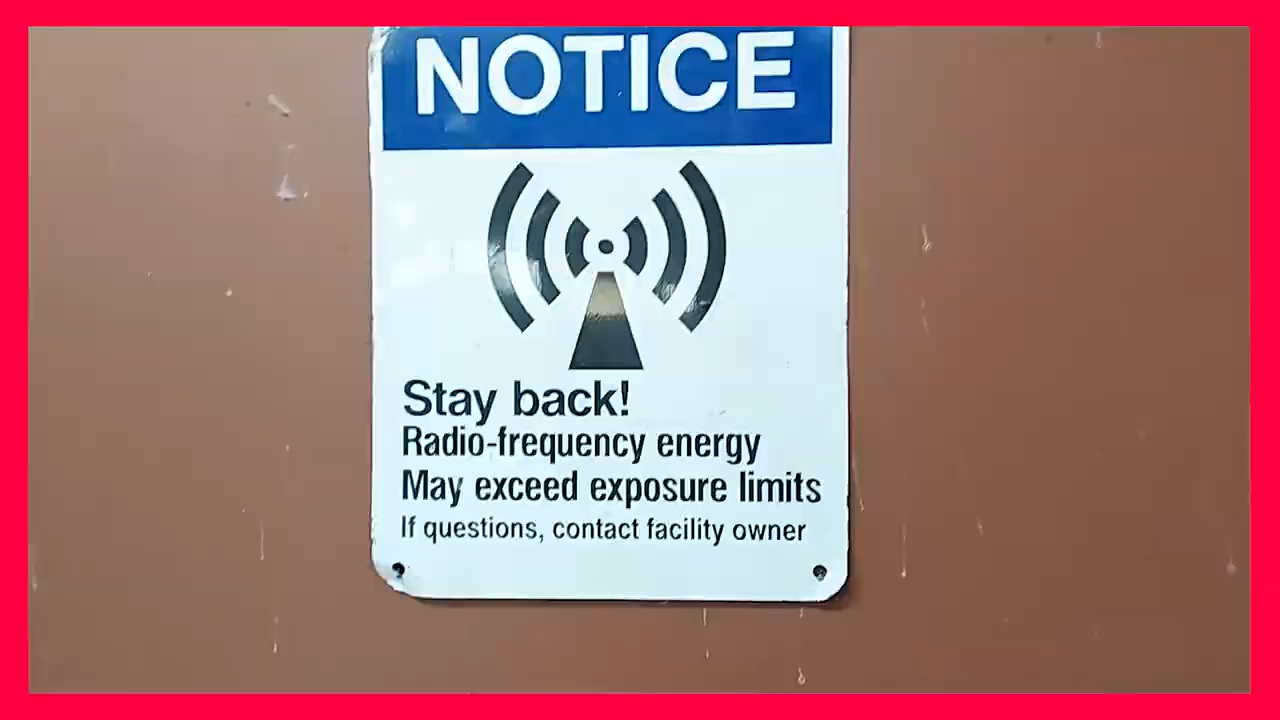 NOTICE
Stay back!
Radio-frequency energy
May exceed exposure limits
If questions, contact facility owner